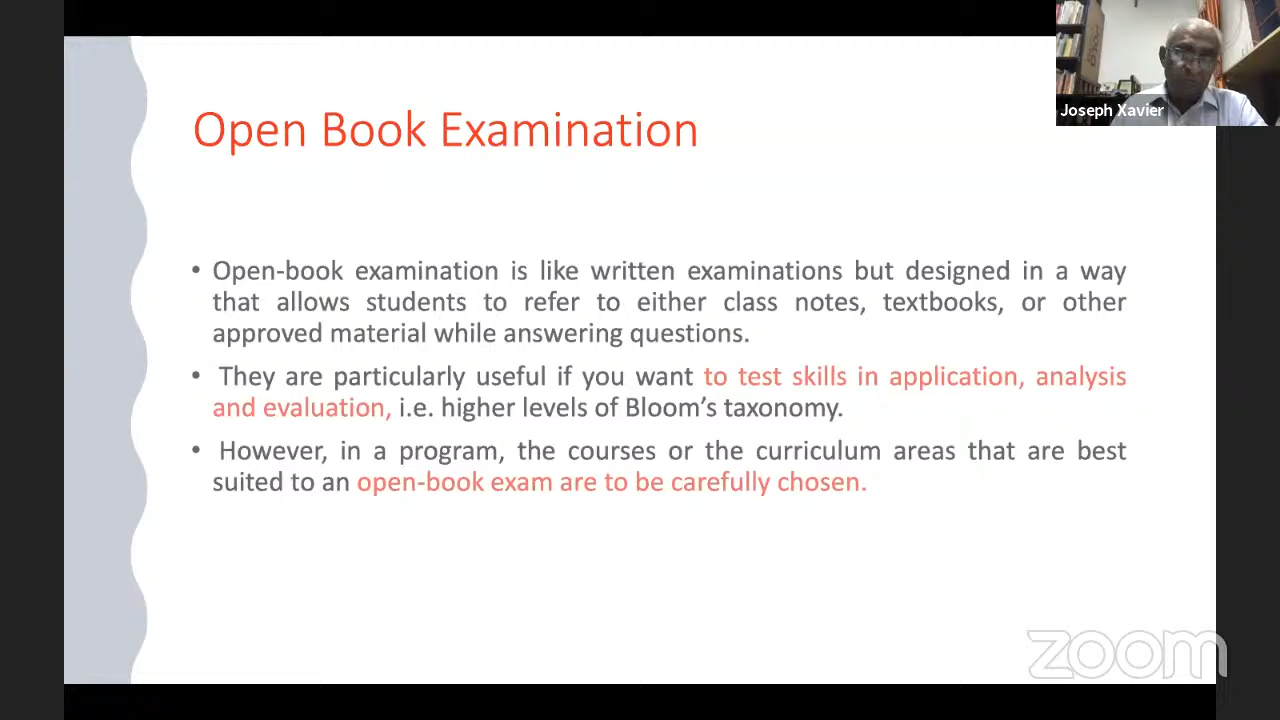 Joseph Xavier
Open Book Examination
• Open-book examination is like written examinations but designed in a way
that allows students to refer to either class notes, textbooks, or other
approved material while answering questions.
• They are particularly useful if you want to test skills in application, analysis
and evaluation, i.e. higher levels of Bloom’s taxonomy.
• However, in a program, the courses or the curriculum areas that are best
suited to an open-book exam are to be carefully chosen.
zoom